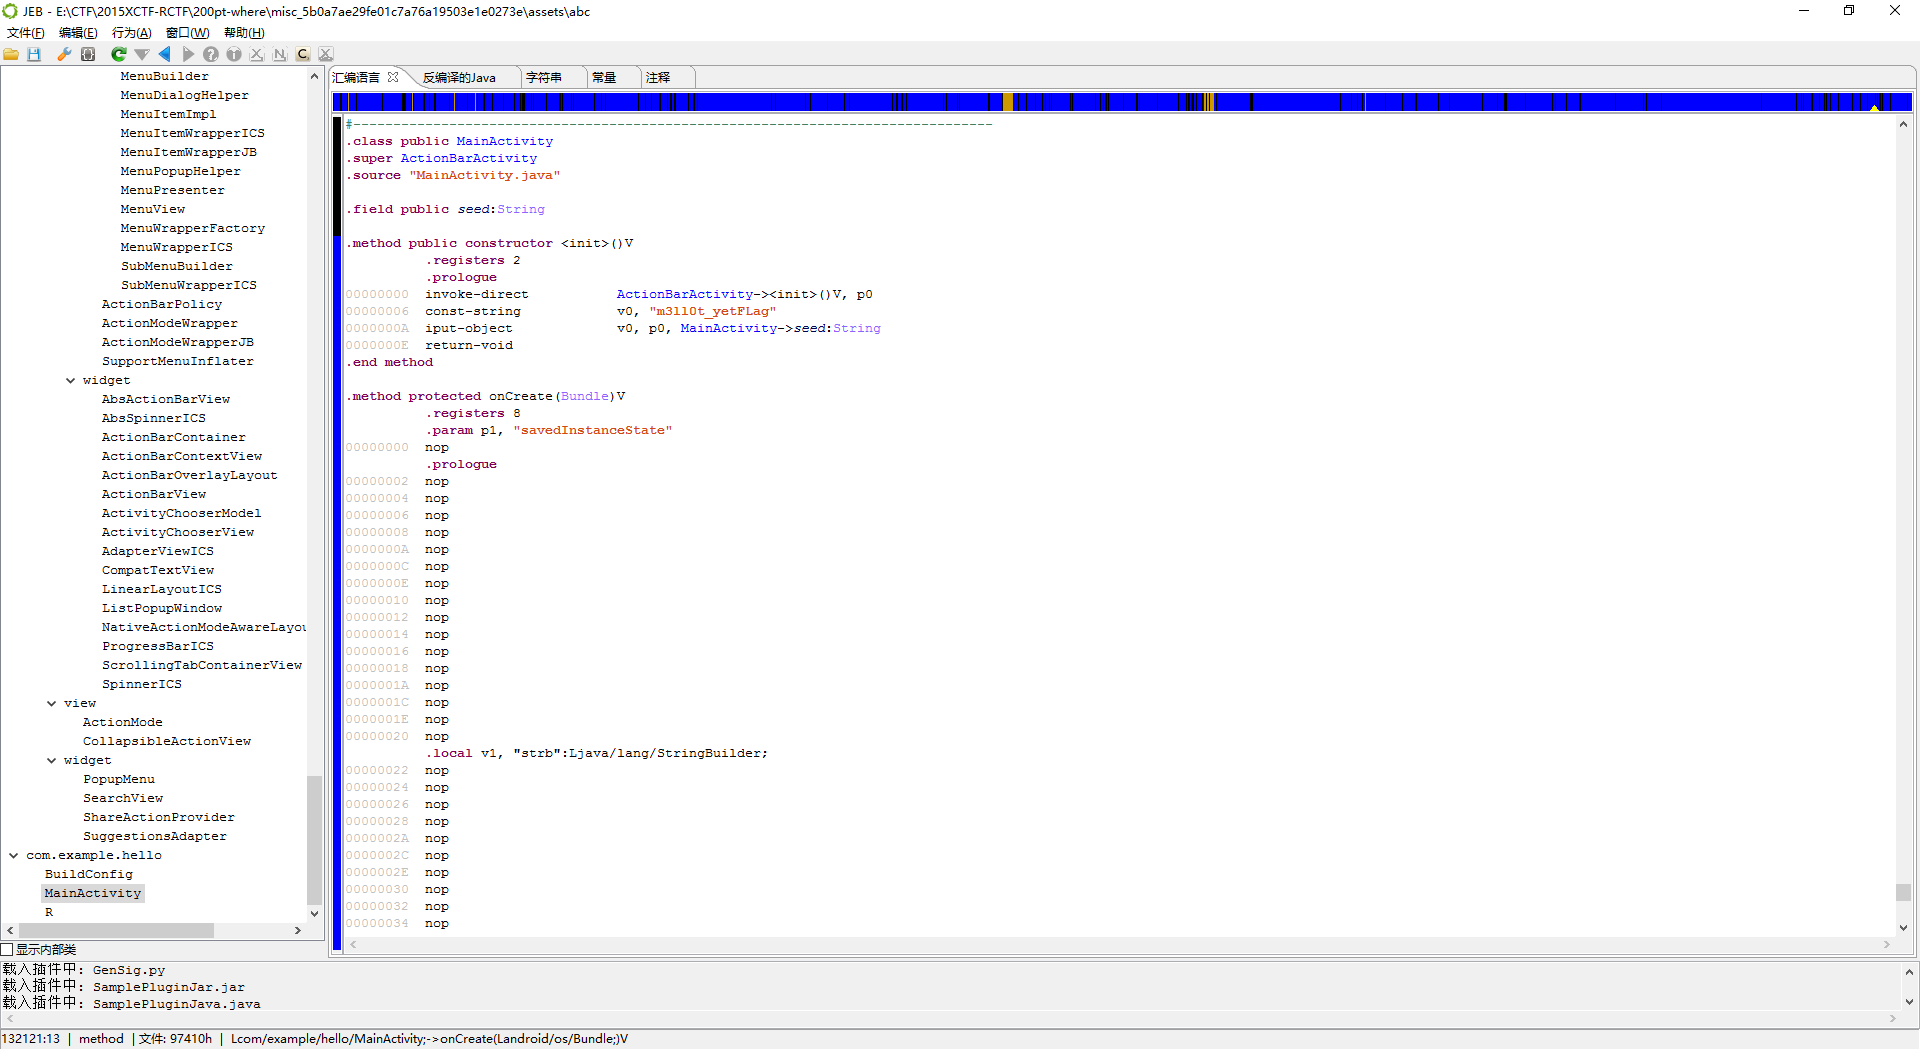 JEB - E:\CTF\2015XCTF-RCTF\200pt-where\misc_5b0a7ae29fe01c7a76a19503e1e0273e\assets\abc
文件(F) 编辑(E) 行为(A) 窗口(W) 帮助(H)
MenuBuilder
MenuDialogHelper
MenuItemImpl
MenuItemWrapperICS
MenuItemWrapperJB
MenuPopupHelper
MenuPresenter
MenuView
MenuWrapperFactory
MenuWrapperICS
SubMenuBuilder
SubMenuWrapperICS
ActionBarPolicy
ActionModeWrapper
ActionModeWrapperJB
SupportMenuInflater
widget
AbsActionBarView
AbsSpinnerICS
ActionBarContainer
ActionBarContextView
ActionBarOverlayLayout
ActionBarView
ActivityChooserModel
ActivityChooserView
AdapterViewICS
CompatTextView
LinearLayoutICS
ListPopupWindow
NativeActionModeAwareLayou
ProgressBarICS
ScrollingTabContainerView
SpinnerICS
view
ActionMode
CollapsibleActionView
widget
PopupMenu
SearchView
ShareActionProvider
SuggestionsAdapter
com.example.hello
BuildConfig
MainActivity
R
显示内部类
汇编语言 反编译的Java 字符串 常量 注释
#--------------------------------------------------------------------------------
.class public MainActivity
.super ActionBarActivity
.source "MainActivity.java"
.field public seed:String
.method public constructor <init>()V
.registers 2
.prologue
00000000 invoke-direct ActionBarActivity-><init>()V, p0
00000006 const-string v0, "m3ll0t_yetFLag"
0000000A iput-object v0, p0, MainActivity->seed:String
0000000E return-void
.end method
.method protected onCreate(Bundle)V
.registers 8
.param p1, "savedInstanceState"
00000000 nop
.prologue
00000002 nop
00000004 nop
00000006 nop
00000008 nop
0000000A nop
0000000C nop
0000000E nop
00000010 nop
00000012 nop
00000014 nop
00000016 nop
00000018 nop
0000001A nop
0000001C nop
0000001E nop
00000020 nop
.local v1, "strb":Ljava/lang/StringBuilder;
00000022 nop
00000024 nop
00000026 nop
00000028 nop
0000002A nop
0000002C nop
0000002E nop
00000030 nop
00000032 nop
00000034 nop
载入插件中: GenSig.py
载入插件中: SamplePluginJar.jar
载入插件中: SamplePluginJava.java
132121:13 | method | 文件: 97410h | Lcom/example/hello/MainActivity;->onCreate(Landroid/os/Bundle;)V